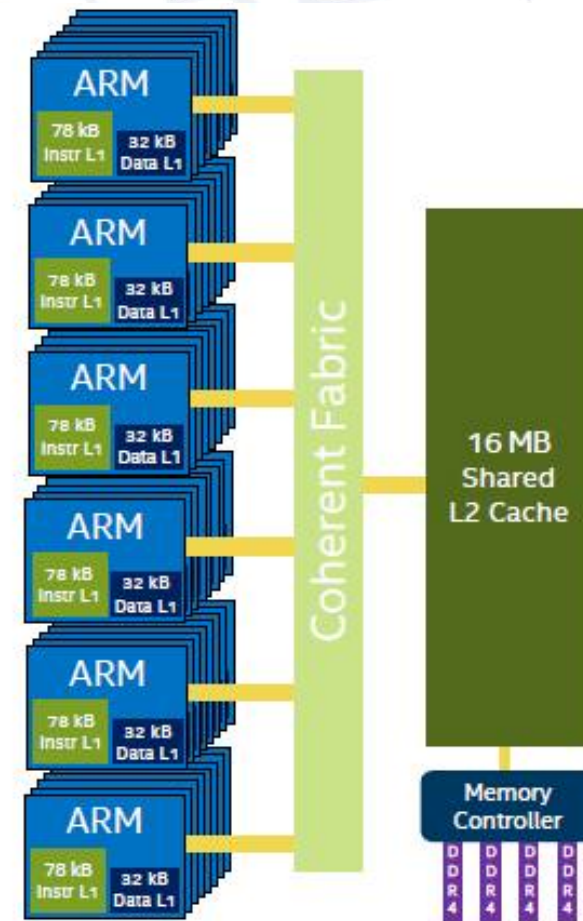 ARM
78 kB
Instr L1
32 kB
Data L1
ARM
78 kB
Instr L1
32 kB
Data L1
ARM
78 kB
Instr L1
32 kB
Data L1
ARM
78 kB
Instr L1
32 kB
Data L1
ARM
78 kB
Instr L1
32 kB
Data L1
ARM
78 kB
Instr L1
32 kB
Data L1
Coherent Fabric
16 MB
Shared
L2 Cache
Memory
Controller
DDR4
DDR4
DDR4
DDR4